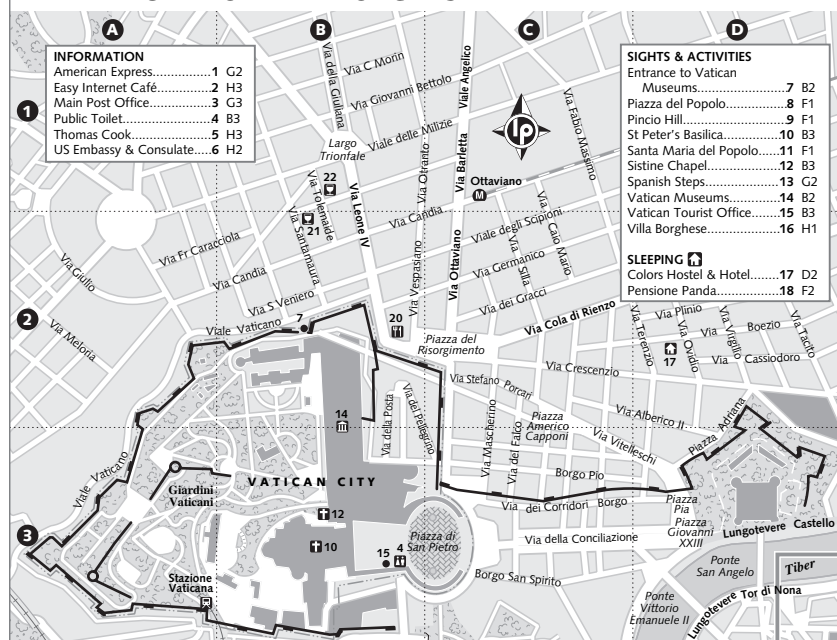 A
B
C
D
1
2
3
INFORMATION
American Express.............1 G2
Easy Internet Café............2 H3
Main Post Office...............3 G3
Public Toilet.....................4 B3
Thomas Cook...................5 H3
US Embassy & Consulate....6 H2
SIGHTS & ACTIVITIES
Entrance to Vatican
Museums....................7 B2
Piazza del Popolo..............8 F1
Pincio Hill.........................9 F1
St Peter's Basilica............10 B3
Santa Maria del Popolo....11 F1
Sistine Chapel.................12 B3
Spanish Steps..................13 G2
Vatican Museums............14 B2
Vatican Tourist Office......15 B3
Villa Borghese.................16 H1
SLEEPING
Colors Hostel & Hotel.......17 D2
Pensione Panda...............18 F2
Via della Giuliana
Via C Morin
Via Giovanni Bettolo
Viale Angelico
Via Fabio Massimo
lp
Viale delle Milizie
Largo
Trionfale
Via Otranto
Via Barletta
Ottaviano
M
22
21
Via Tolemaide
Via Santamaura
Via Leone IV
Via Candia
Viale degli Scipioni
Via Caio Mario
Via Germanico
Via Silla
Via dei Gracci
Via Vespasiano
Via Ottaviano
Via Cola di Rienzo
Via Fr Caracciola
Via Candia
Via Giulio
Via S Veniero
Via Meloria
Viale Vaticano
7
20
Piazza del
Risorgimento
Via Terenzio
Via Plinio
Via Ovidio
Via Virgilio
Via Boezio
Via Tacito
Via Cassiodoro
17
Via Crescenzio
Via Stefano Porcari
Via Alberico II
Piazza Adriana
14
Via della Posta
Via del Pellegrino
Via Mascherino
Via del Falco
Piazza
Americo
Capponi
Via Vitelleschi
Borgo Pio
Viale Vaticano
Giardini
Vaticani
VATICAN CITY
12
10
15
4
Piazza di
San Pietro
Via dei Corridori Borgo
Via della Conciliazione
Borgo San Spirito
Piazza
Pia
Piazza
Giovanni
XXIII
Lungotevere Castello
Ponte
San Angelo
Tiber
Ponte
Vittorio
Emanuele II
Lungotevere Tor di Nona
Stazione
Vaticana